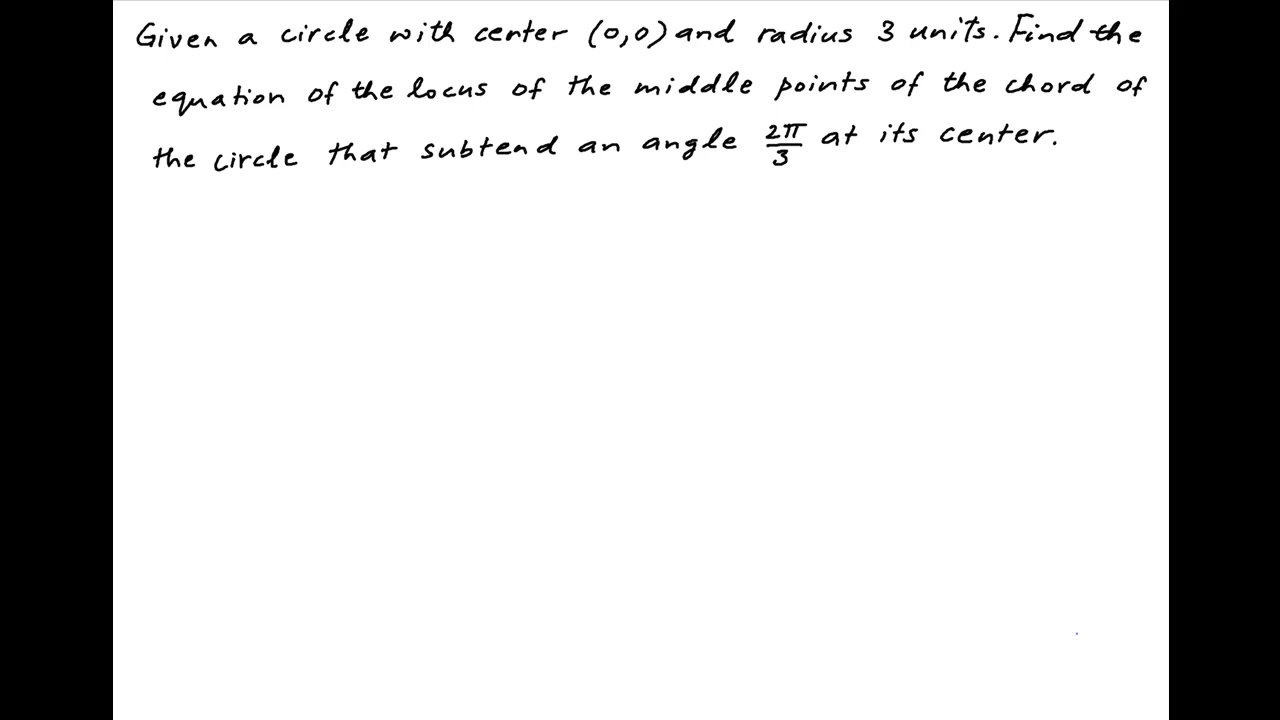 Given a circle with center (0,0) and radius 3 units. Find the
equation of the locus of the middle points of the chord of
the circle that subtend an angle 2π/3 at its center.